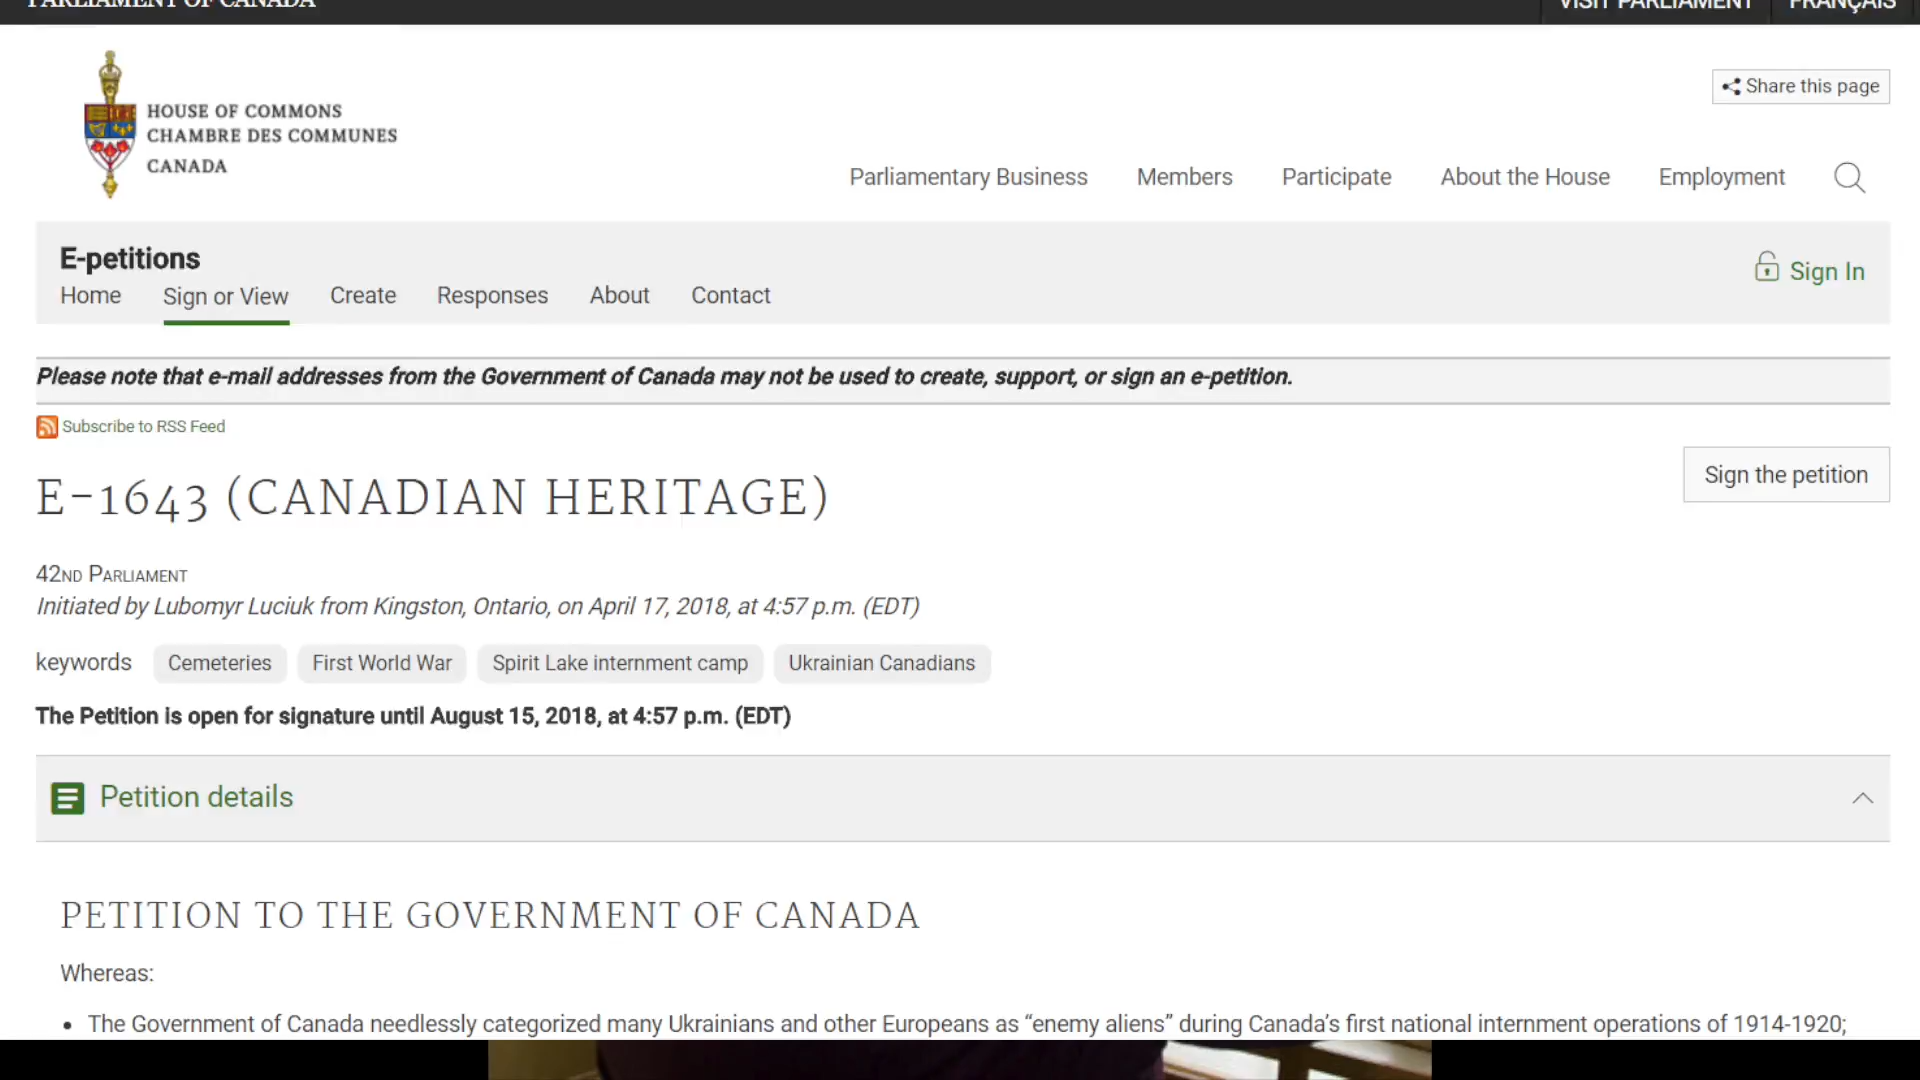 PARLIAMENT OF CANADA
VISIT PARLIAMENT
FRANÇAIS
HOUSE OF COMMONS
CHAMBRE DES COMMUNES
CANADA
Share this page
Parliamentary Business
Members
Participate
About the House
Employment
E-petitions
Sign In
Home
Sign or View
Create
Responses
About
Contact
Please note that e-mail addresses from the Government of Canada may not be used to create, support, or sign an e-petition.
Subscribe to RSS Feed
E-1643 (CANADIAN HERITAGE)
Sign the petition
42ND PARLIAMENT
Initiated by Lubomyr Luciuk from Kingston, Ontario, on April 17, 2018, at 4:57 p.m. (EDT)
keywords
Cemeteries
First World War
Spirit Lake internment camp
Ukrainian Canadians
The Petition is open for signature until August 15, 2018, at 4:57 p.m. (EDT)
Petition details
PETITION TO THE GOVERNMENT OF CANADA
Whereas:
• The Government of Canada needlessly categorized many Ukrainians and other Europeans as “enemy aliens” during Canada’s first national internment operations of 1914-1920;